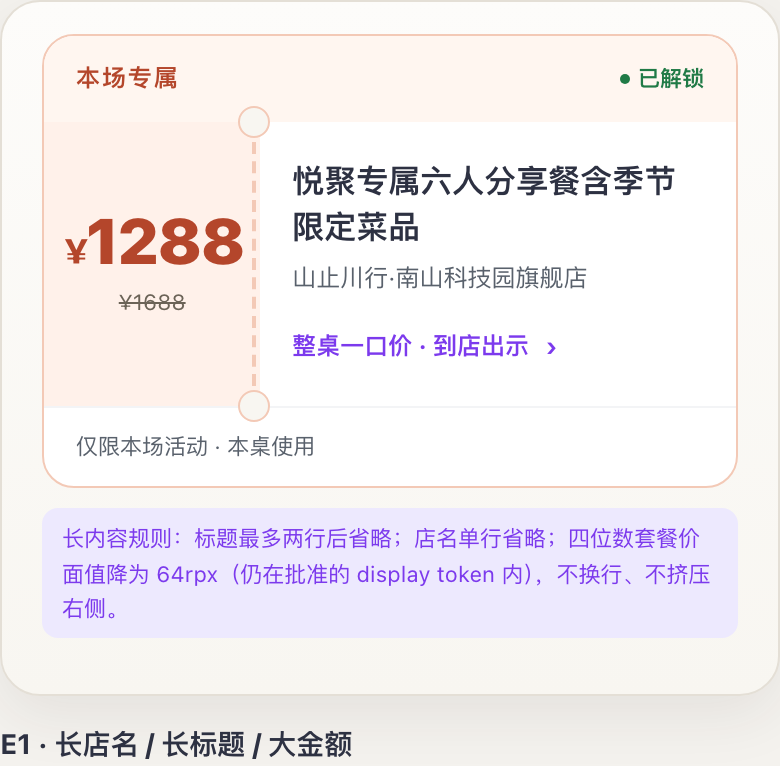 本场专属
● 已解锁
¥1288
¥1688
悦聚专属六人分享餐含季节
限定菜品
山止川行·南山科技园旗舰店
整桌一口价 · 到店出示 ›
仅限本场活动 · 本桌使用
长内容规则：标题最多两行后省略；店名单行省略；四位数套餐价
面值降为 64rpx（仍在批准的 display token 内），不换行、不挤压
右侧。
E1 · 长店名 / 长标题 / 大金额